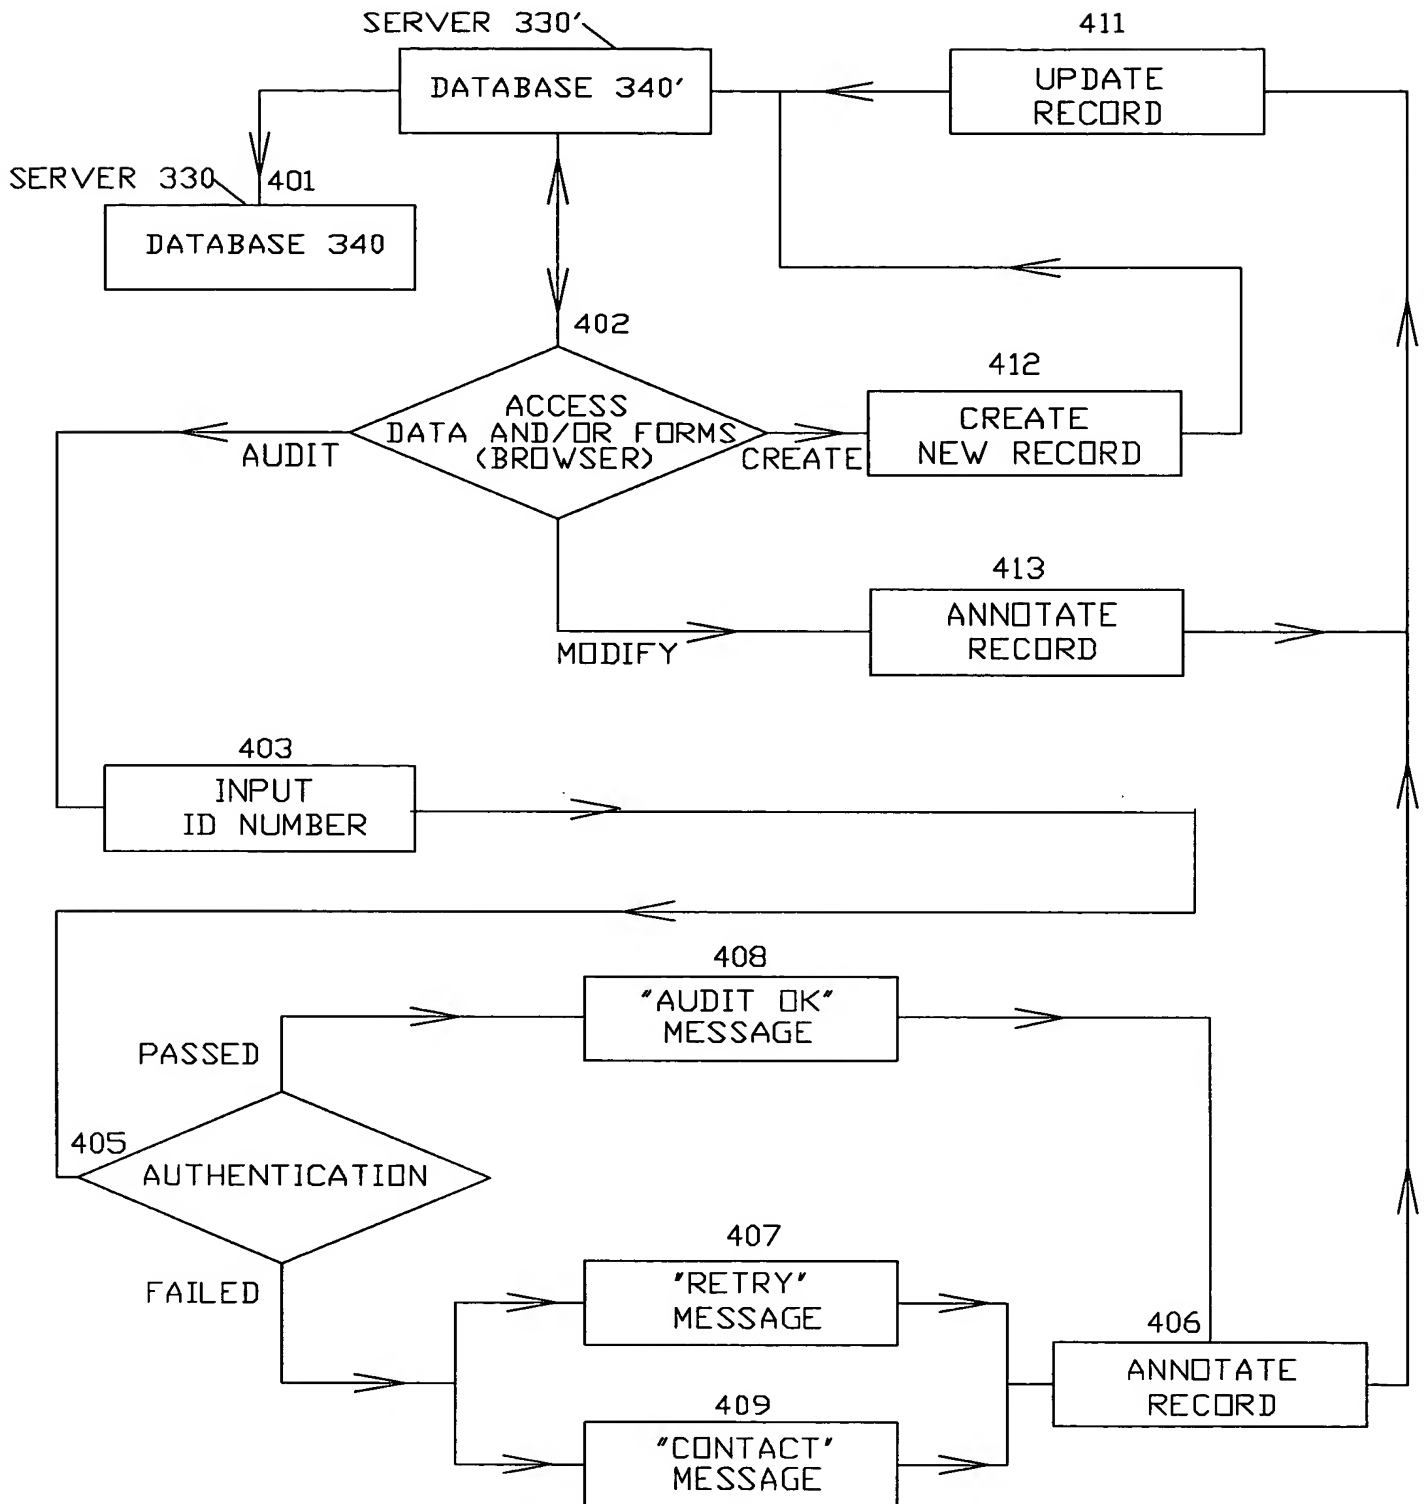 SERVER 330'
411
DATABASE 340'
UPDATE
RECORD
SERVER 330
401
DATABASE 340
402
412
ACCESS
DATA AND/OR FORMS
(BROWSER)
AUDIT
CREATE
CREATE
NEW RECORD
413
ANNOTATE
RECORD
MODIFY
403
INPUT
ID NUMBER
408
"AUDIT OK"
MESSAGE
PASSED
405
AUTHENTICATION
407
FAILED
"RETRY"
MESSAGE
406
ANNOTATE
RECORD
409
"CONTACT"
MESSAGE